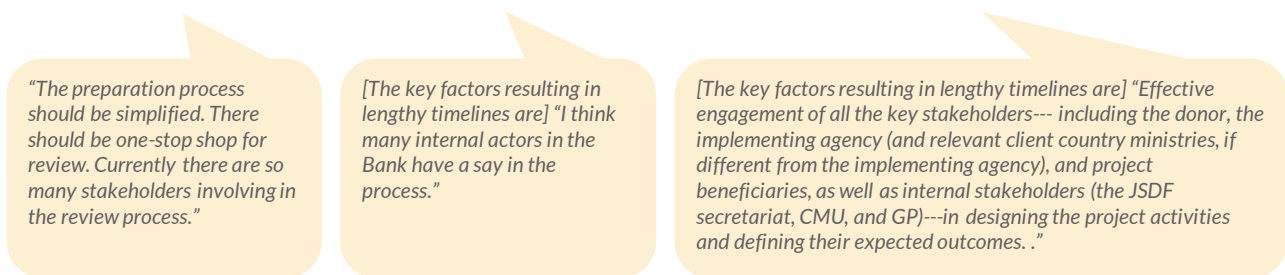 “The preparation process
should be simplified. There
should be one-stop shop for
review. Currently there are so
many stakeholders involving in
the review process.”
[The key factors resulting in
lengthy timelines are] “I think
many internal actors in the
Bank have a say in the
process.”
[The key factors resulting in lengthy timelines are] “Effective
engagement of all the key stakeholders--- including the donor, the
implementing agency (and relevant client country ministries, if
different from the implementing agency), and project
beneficiaries, as well as internal stakeholders (the JSDF
secretariat, CMU, and GP)---in designing the project activities
and defining their expected outcomes. .”